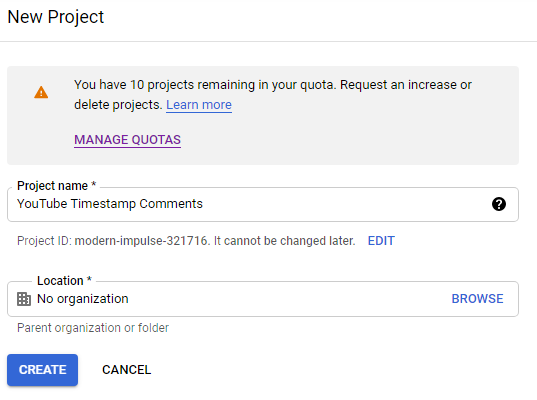 New Project
You have 10 projects remaining in your quota. Request an increase or
delete projects. Learn more
MANAGE QUOTAS
Project name *
YouTube Timestamp Comments
Project ID: modern-impulse-321716. It cannot be changed later. EDIT
Location *
No organization BROWSE
Parent organization or folder
CREATE CANCEL